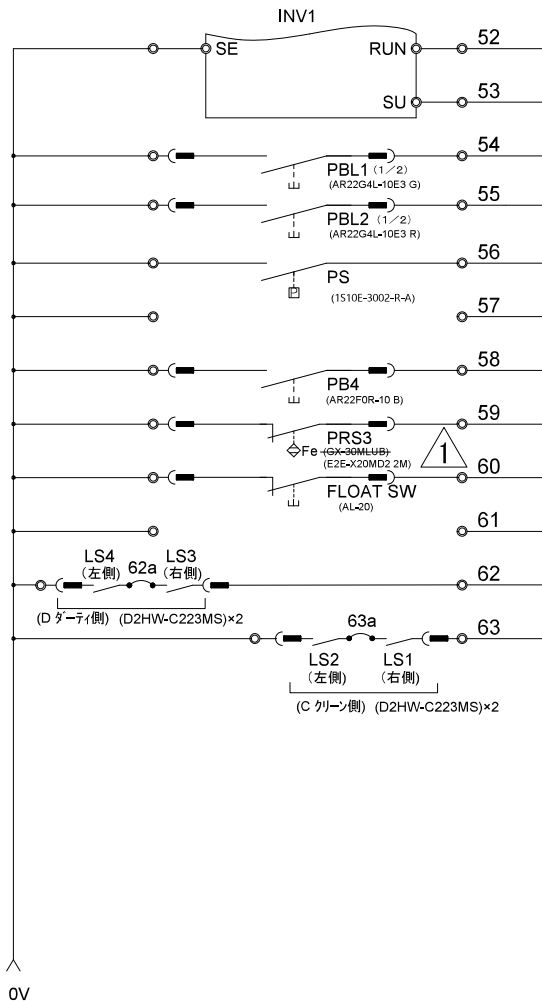 INV1
SE
RUN
52
SU
53
54
PBL1 (1/2)
(AR22G4L-10E3 G)
55
PBL2 (1/2)
(AR22G4L-10E3 R)
56
PS
P
(1S10E-3002-R-A)
57
58
PB4
(AR22F0R-10 B)
59
PRS3
Fe
(GX-30MLUB)
(E2E-X20MD2 2M)
1
60
FLOAT SW
(AL-20)
61
LS4
(左側)
62a
LS3
(右側)
62
(D ダーティ側) (D2HW-C223MS)×2
63a
63
LS2
(左側)
LS1
(右側)
(C クリーン側) (D2HW-C223MS)×2
0V